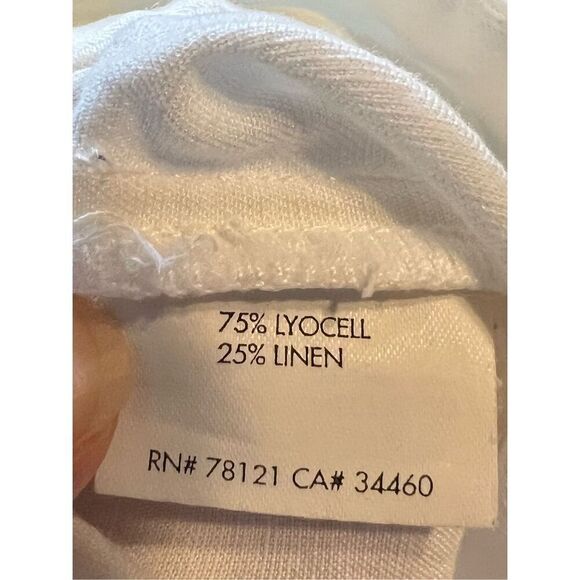 75% LYOCELL
25% LINEN
RN# 78121 CA# 34460